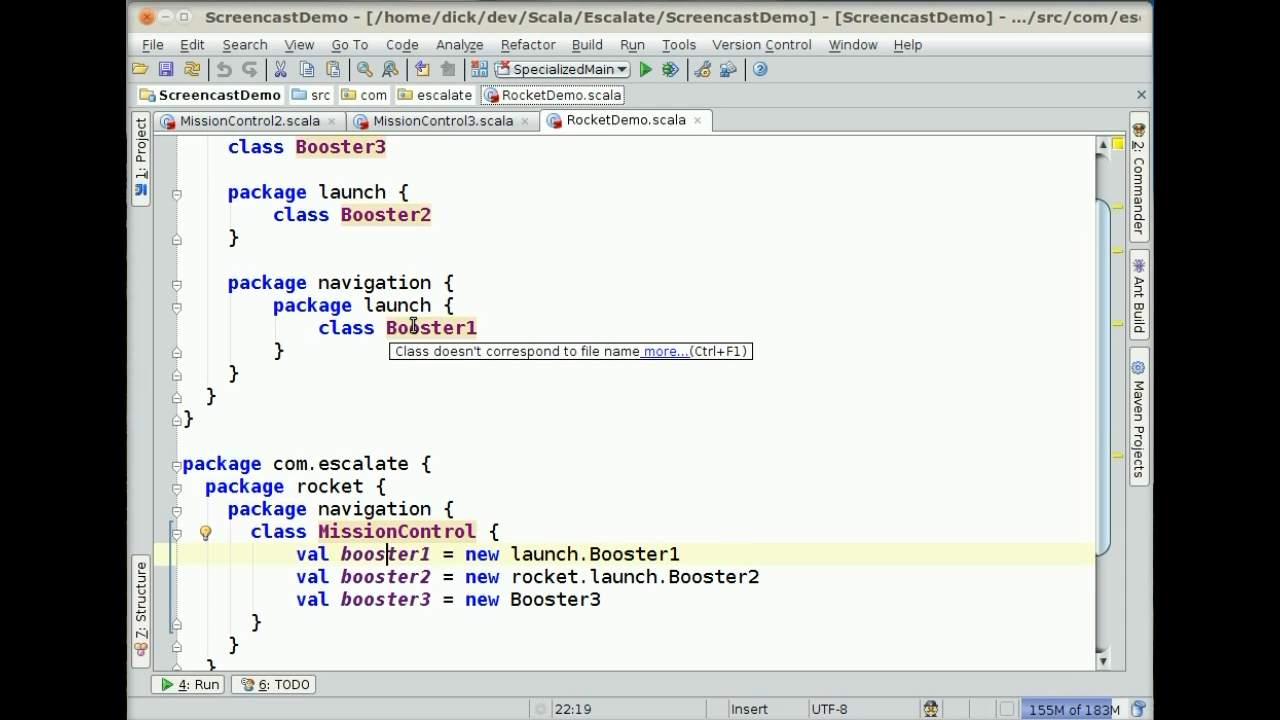 ScreencastDemo - [/home/dick/dev/Scala/Escalate/ScreencastDemo] - [ScreencastDemo] - .../src/com/esc
File Edit Search View Go To Code Analyze Refactor Build Run Tools Version Control Window Help
SpecializedMain
ScreencastDemo src com escalate RocketDemo.scala
MissionControl2.scala MissionControl3.scala RocketDemo.scala
1: Project
7: Structure
class Booster3
package launch {
class Booster2
}
package navigation {
package launch {
class Booster1
}
Class doesn't correspond to file name more...(Ctrl+F1)
}
}
}
package com.escalate {
package rocket {
package navigation {
class MissionControl {
val booster1 = new launch.Booster1
val booster2 = new rocket.launch.Booster2
val booster3 = new Booster3
}
}
}
2: Commander
Ant Build
Maven Projects
4: Run 6: TODO
22:19 Insert UTF-8 155M of 183M